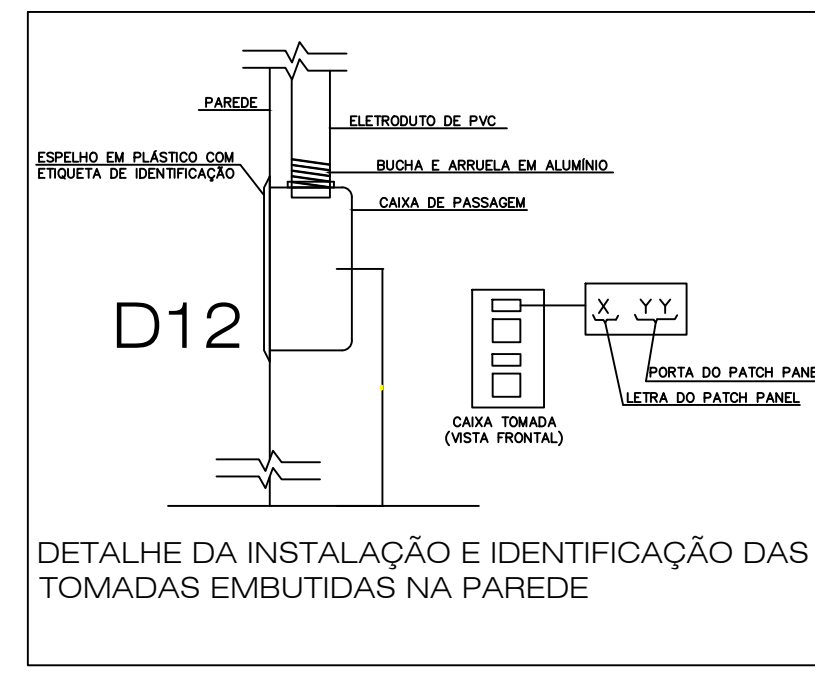 PAREDE
ELETRODUTO DE PVC
ESPELHO EM PLÁSTICO COM
ETIQUETA DE IDENTIFICAÇÃO
BUCHA E ARRUELA EM ALUMÍNIO
CAIXA DE PASSAGEM
D12
X YY
PORTA DO PATCH PANE
LETRA DO PATCH PANEL
CAIXA TOMADA
(VISTA FRONTAL)
DETALHE DA INSTALAÇÃO E IDENTIFICAÇÃO DAS
TOMADAS EMBUTIDAS NA PAREDE